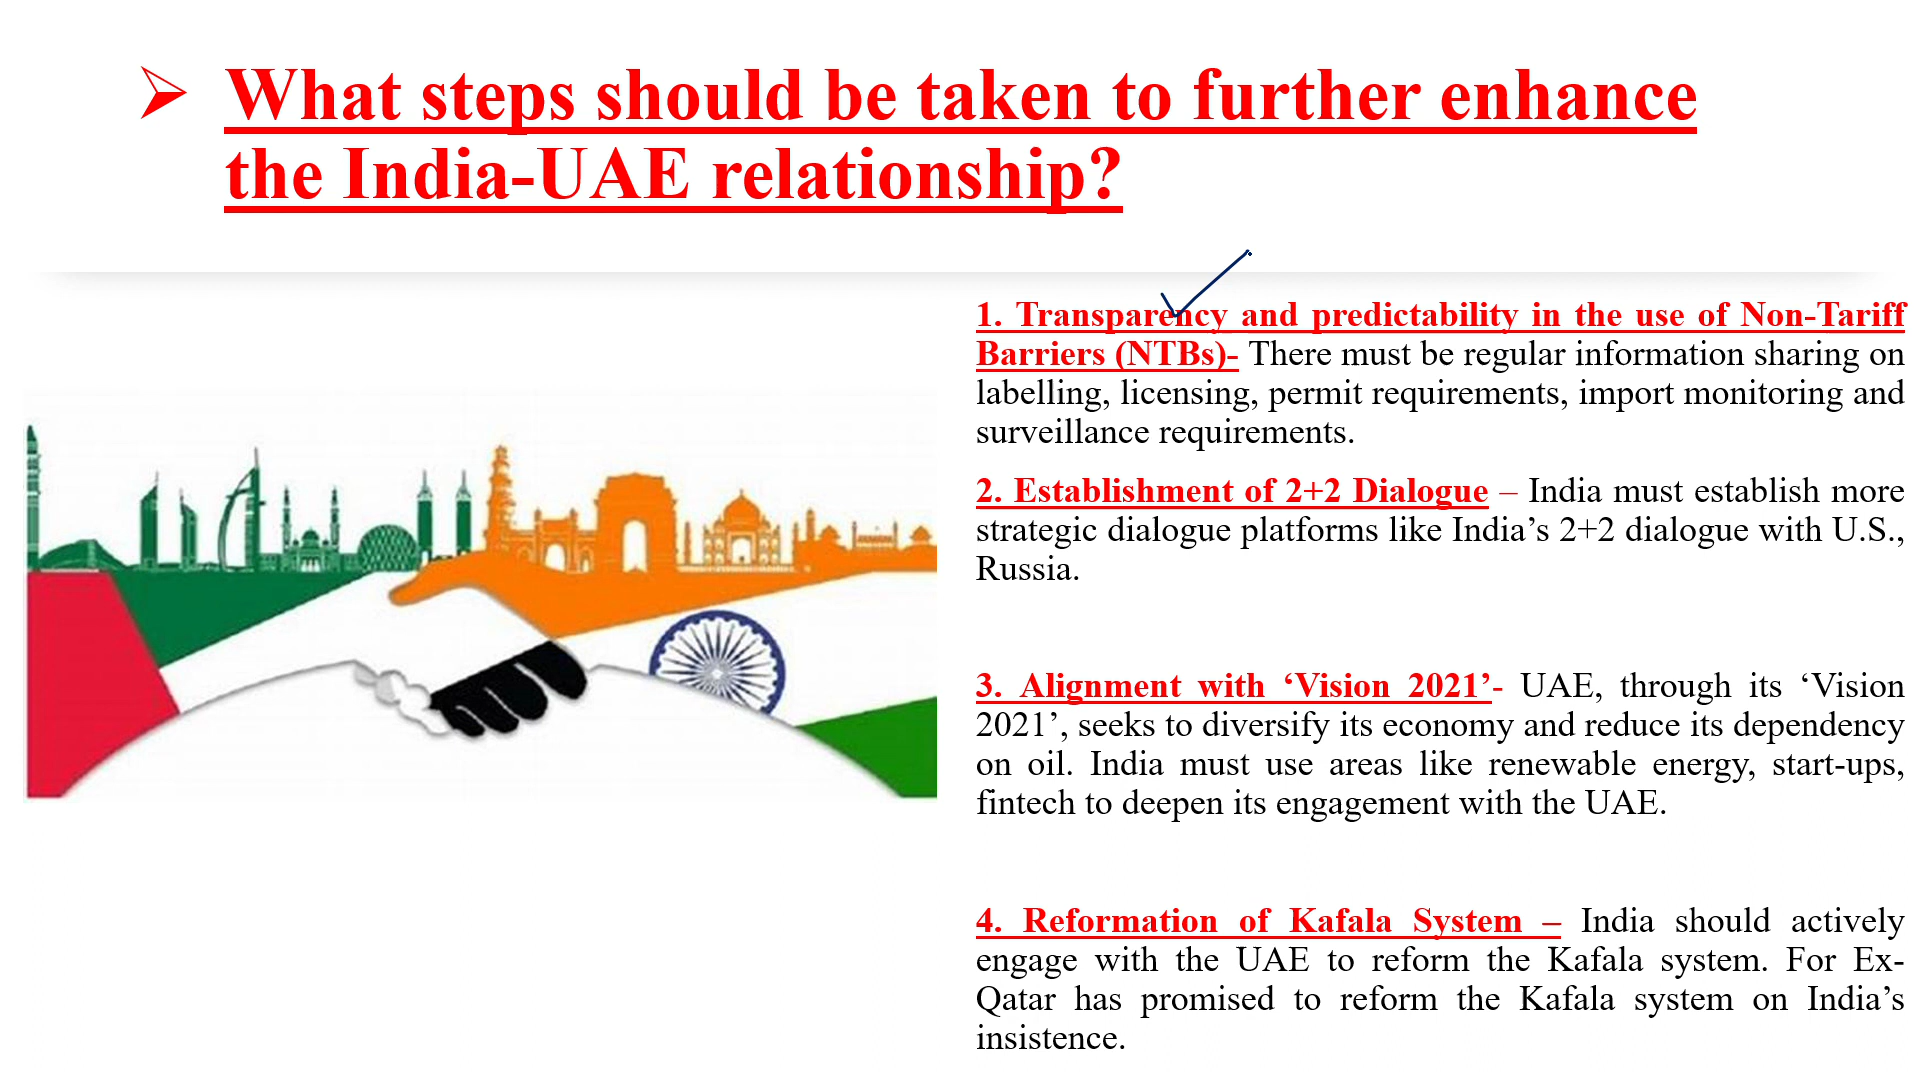 What steps should be taken to further enhance
the India-UAE relationship?
1. Transparency and predictability in the use of Non-Tariff
Barriers (NTBs)- There must be regular information sharing on
labelling, licensing, permit requirements, import monitoring and
surveillance requirements.
2. Establishment of 2+2 Dialogue – India must establish more
strategic dialogue platforms like India’s 2+2 dialogue with U.S.,
Russia.
3. Alignment with ‘Vision 2021’- UAE, through its ‘Vision
2021’, seeks to diversify its economy and reduce its dependency
on oil. India must use areas like renewable energy, start-ups,
fintech to deepen its engagement with the UAE.
4. Reformation of Kafala System – India should actively
engage with the UAE to reform the Kafala system. For Ex-
Qatar has promised to reform the Kafala system on India’s
insistence.